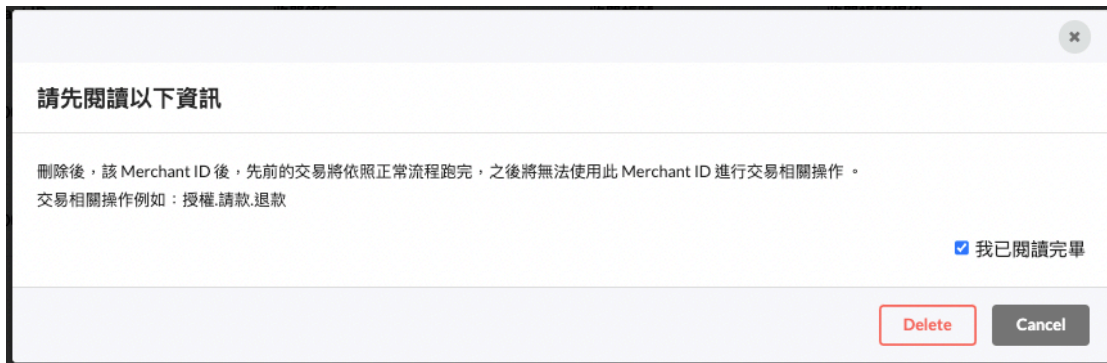 請先閱讀以下資訊
刪除後，該 Merchant ID 後，先前的交易將依照正常流程跑完，之後將無法使用此 Merchant ID 進行交易相關操作 。
交易相關操作例如：授權.請款.退款
我已閱讀完畢
Delete
Cancel